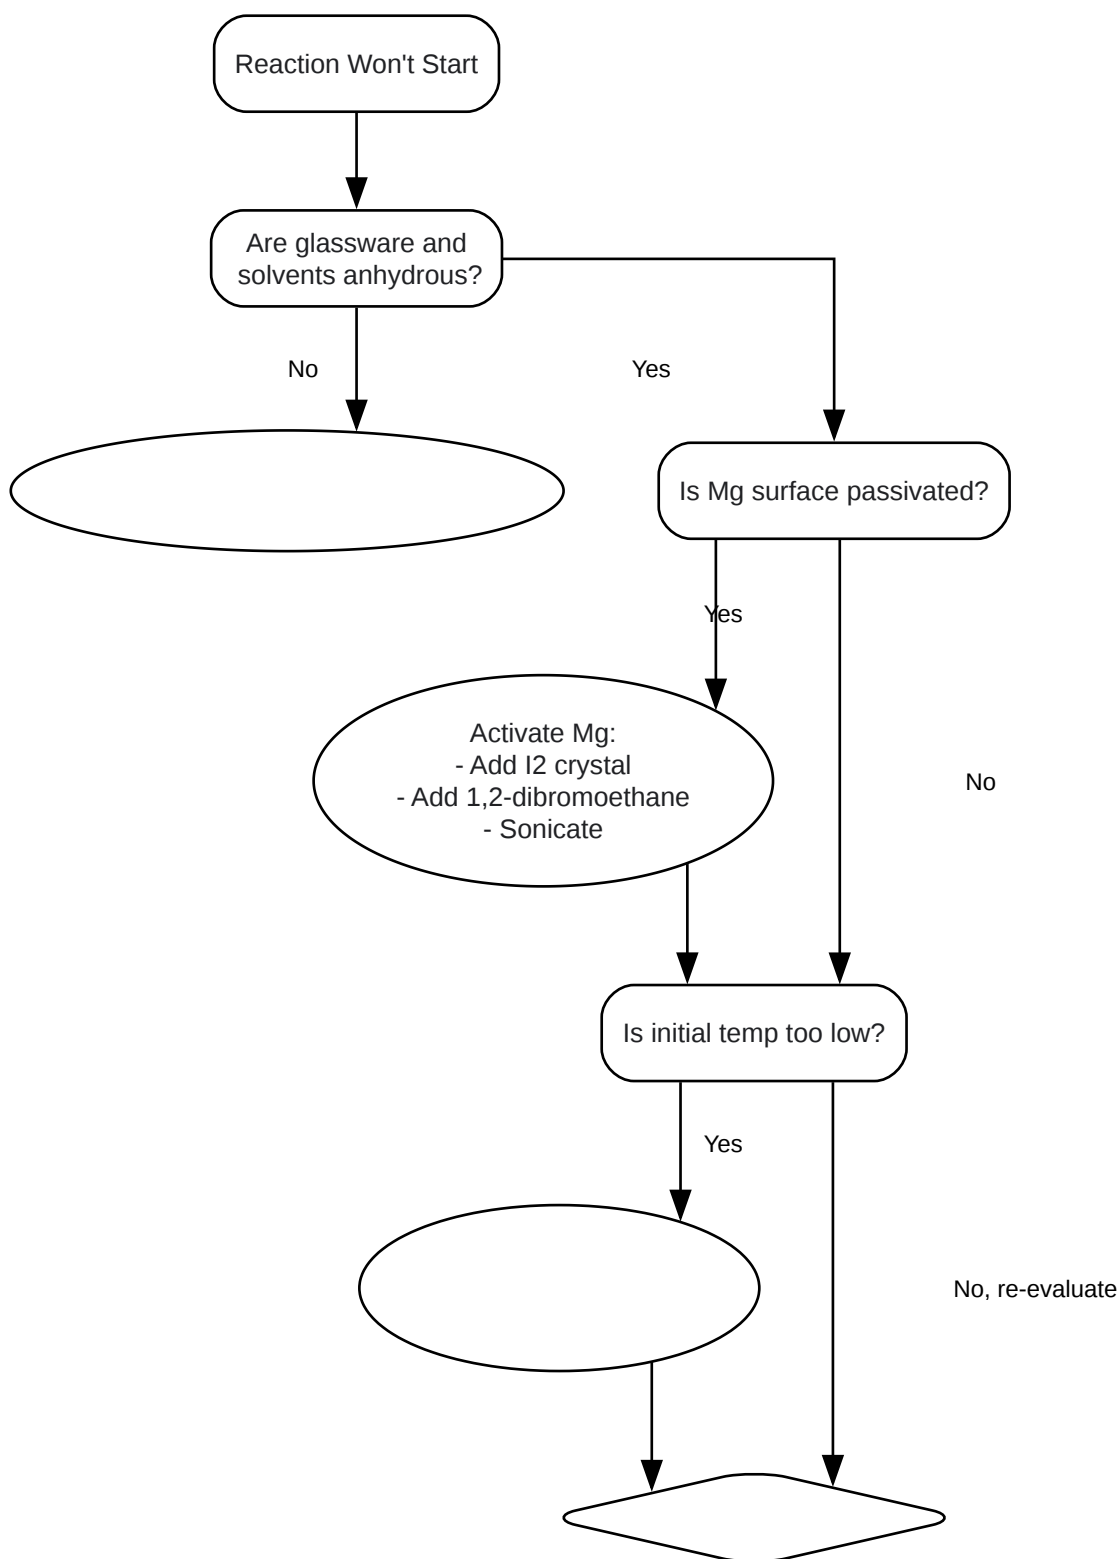 Reaction Won't Start
Are glassware and
solvents anhydrous?
No
Yes
Is Mg surface passivated?
Yes
Activate Mg:
- Add I2 crystal
- Add 1,2-dibromoethane
- Sonicate
No
Is initial temp too low?
Yes
No, re-evaluate